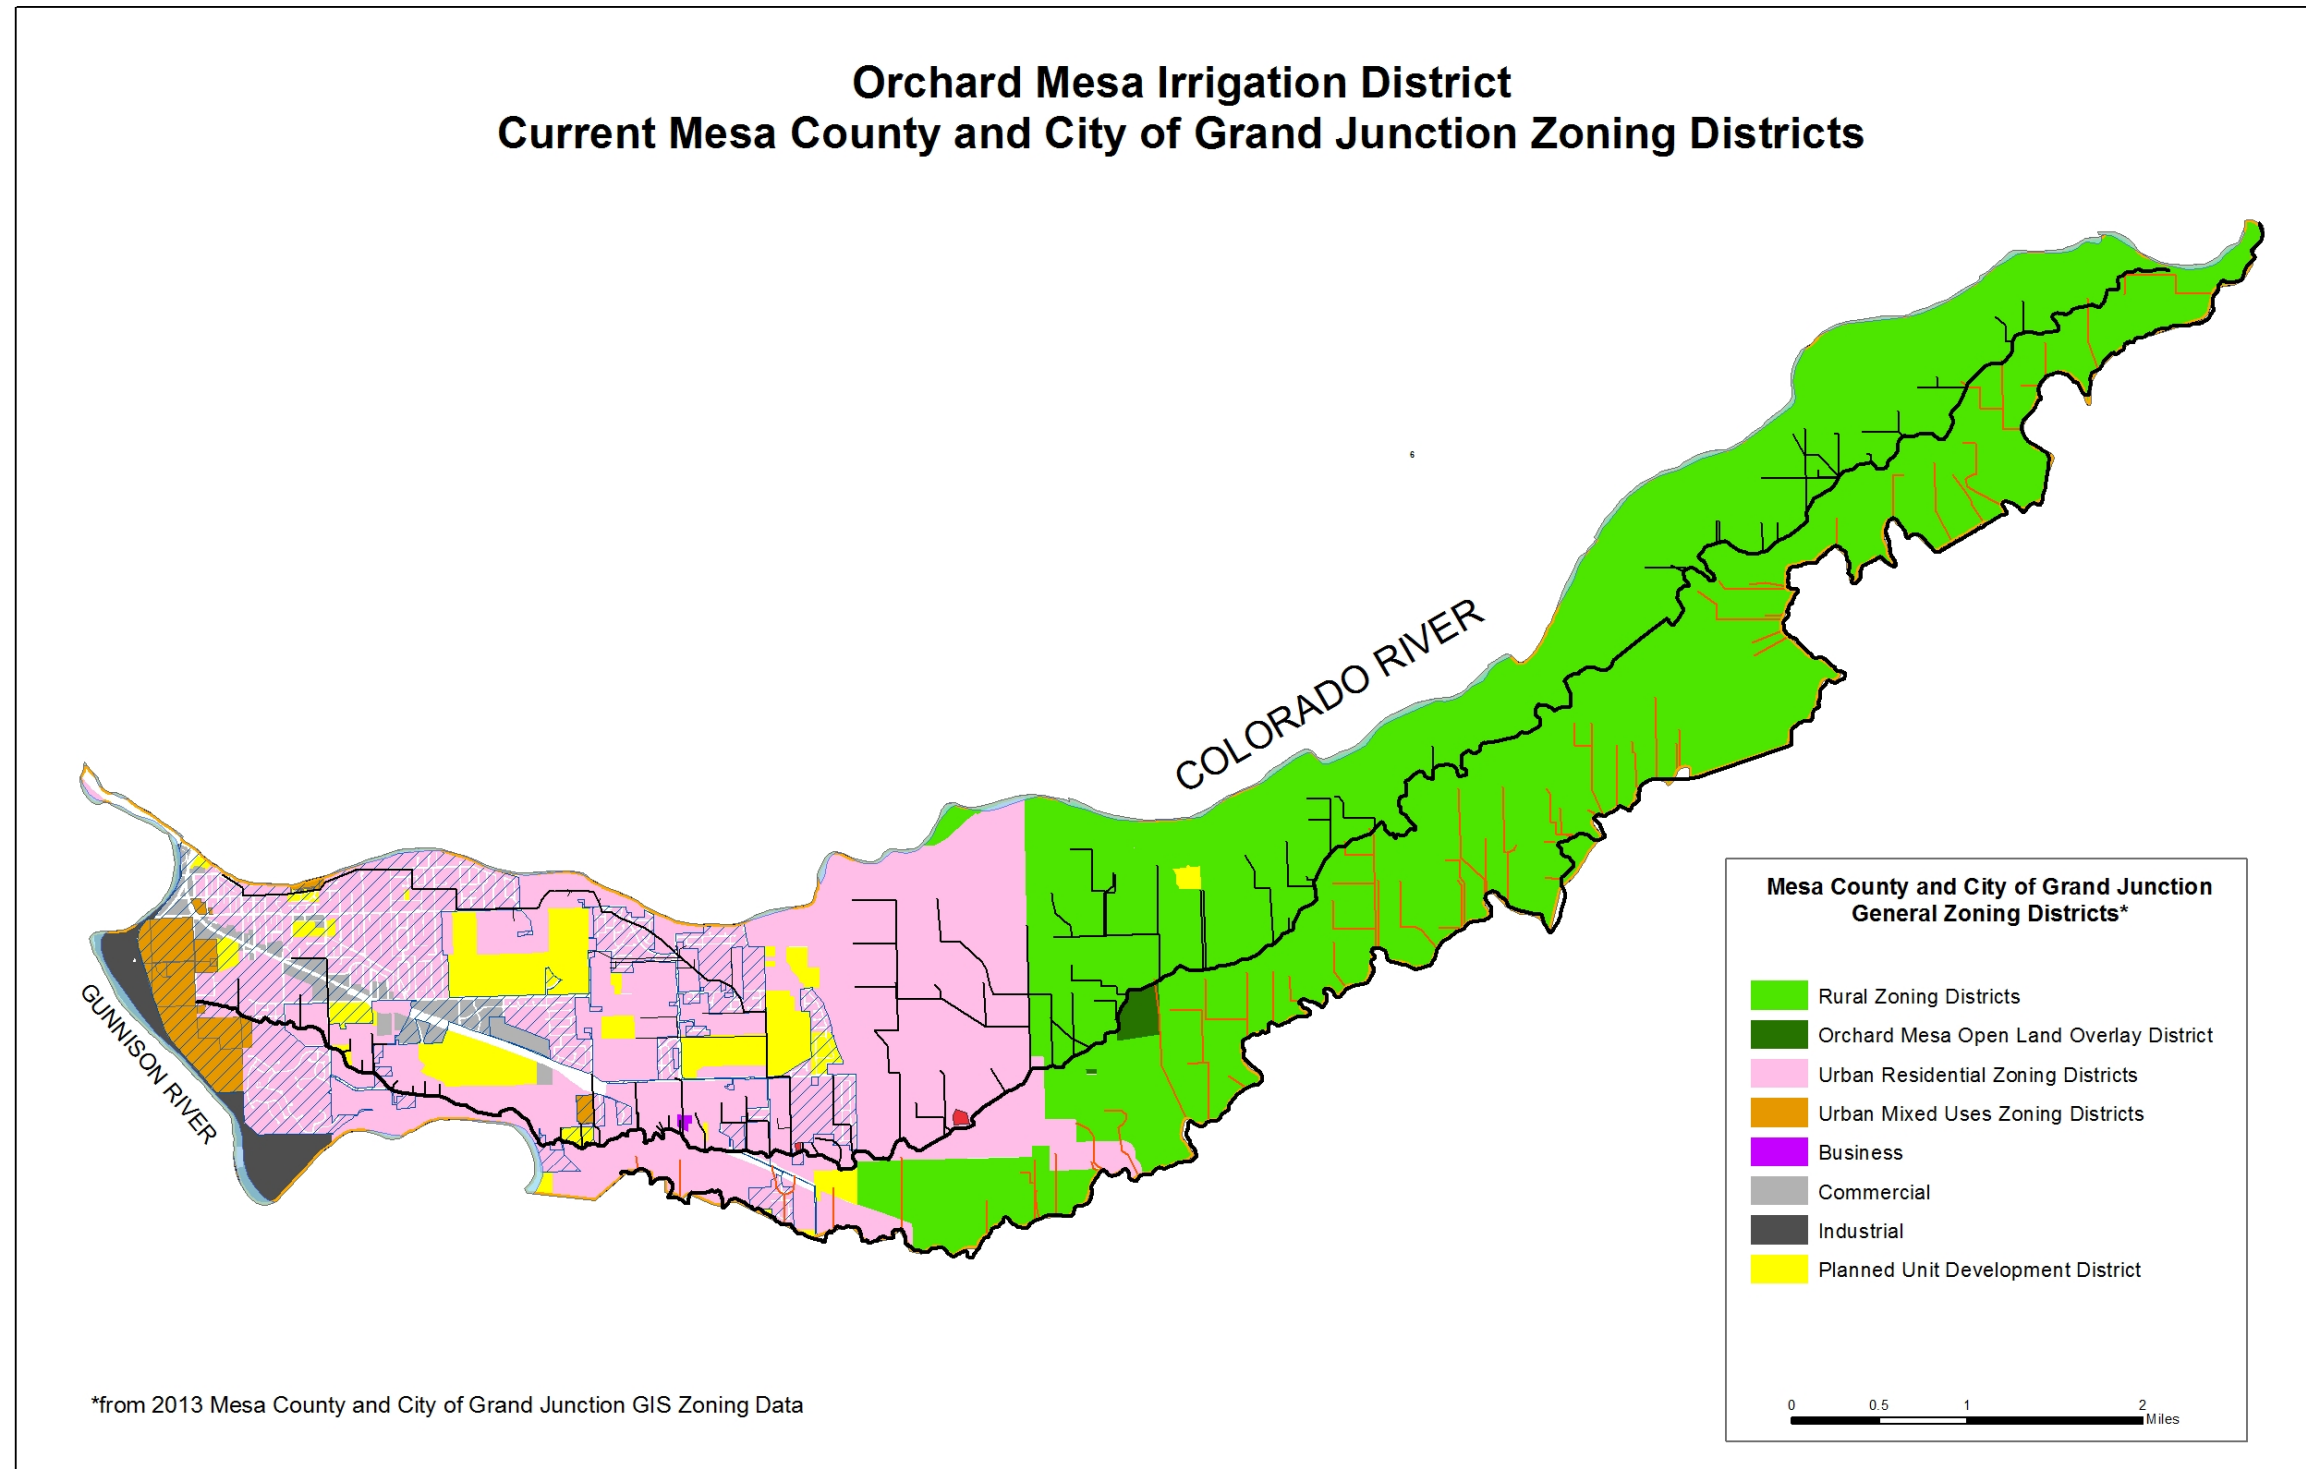 Orchard Mesa Irrigation District
Current Mesa County and City of Grand Junction Zoning Districts
6
COLORADO RIVER
GUNNISON RIVER
Mesa County and City of Grand Junction
General Zoning Districts*
Rural Zoning Districts
Orchard Mesa Open Land Overlay District
Urban Residential Zoning Districts
Urban Mixed Uses Zoning Districts
Business
Commercial
Industrial
Planned Unit Development District
0 0.5 1 2
Miles
*from 2013 Mesa County and City of Grand Junction GIS Zoning Data